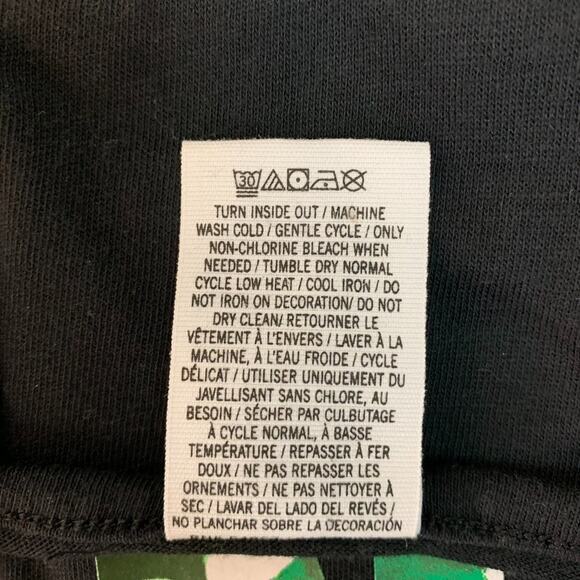 30
TURN INSIDE OUT / MACHINE
WASH COLD / GENTLE CYCLE / ONLY
NON-CHLORINE BLEACH WHEN
NEEDED / TUMBLE DRY NORMAL
CYCLE LOW HEAT / COOL IRON / DO
NOT IRON ON DECORATION/ DO NOT
DRY CLEAN/ RETOURNER LE
VÊTEMENT À L'ENVERS / LAVER À LA
MACHINE, À L'EAU FROIDE / CYCLE
DÉLICAT / UTILISER UNIQUEMENT DU
JAVELLISANT SANS CHLORE, AU
BESOIN / SÉCHER PAR CULBUTAGE
À CYCLE NORMAL, À BASSE
TEMPÉRATURE / REPASSER À FER
DOUX / NE PAS REPASSER LES
ORNEMENTS / NE PAS NETTOYER À
SEC / LAVAR DEL LADO DEL REVÉS /
NO PLANCHAR SOBRE LA DECORACIÓN